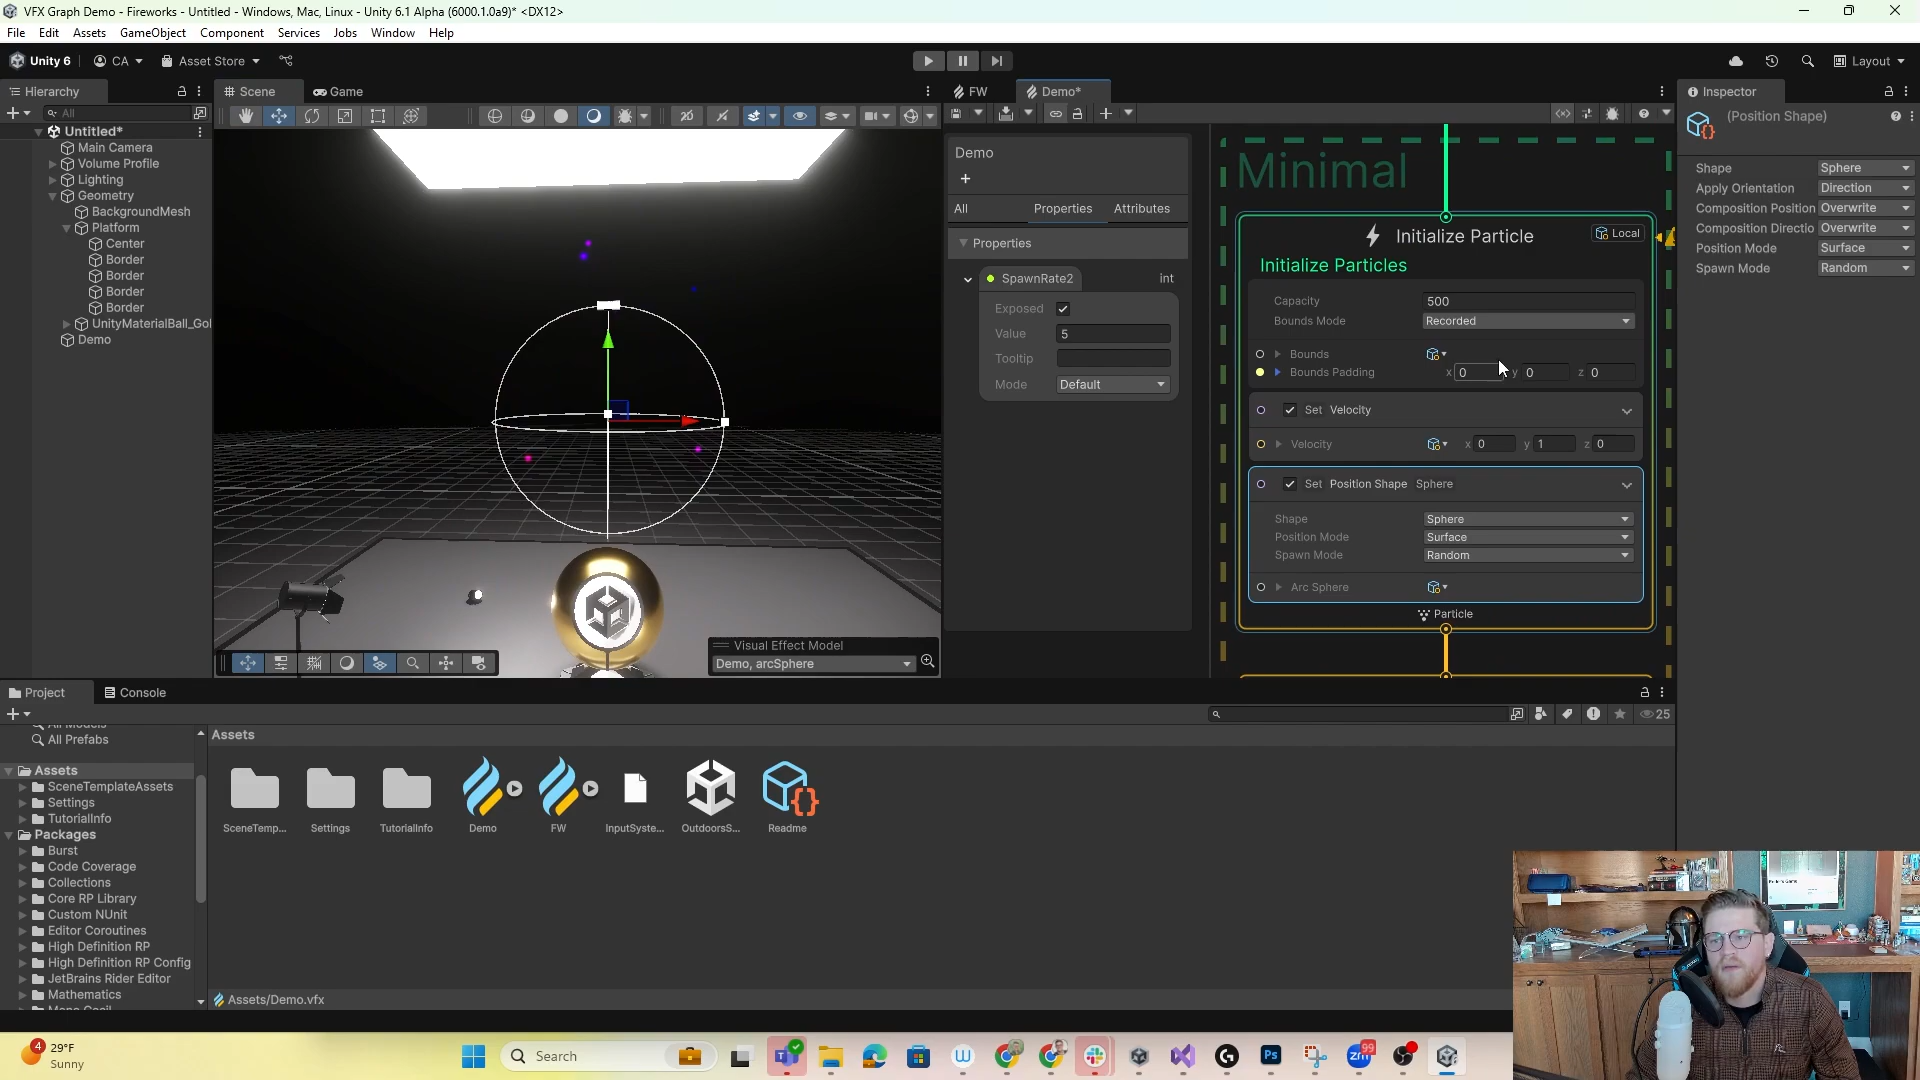 VFX Graph Demo - Fireworks - Untitled - Windows, Mac, Linux - Unity 6.1 Alpha (6000.1.0a9)* <DX12>
File Edit Assets GameObject Component Services Jobs Window Help
Unity 6 CA Asset Store Layout
Hierarchy
All
Untitled*
Main Camera
Volume Profile
Lighting
Geometry
BackgroundMesh
Platform
Center
Border
Border
Border
Border
UnityMaterialBall_Gol
Demo
Scene Game
2D
Visual Effect Model
Demo, arcSphere
FW Demo*
Demo
All Properties Attributes
Properties
SpawnRate2 int
Exposed
Value 5
Tooltip
Mode Default
Minimal
Initialize Particle Local
Initialize Particles
Capacity 500
Bounds Mode Recorded
Bounds
Bounds Padding x 0 y 0 z 0
Set Velocity
Velocity x 0 y 1 z 0
Set Position Shape Sphere
Shape Sphere
Position Mode Surface
Spawn Mode Random
Arc Sphere
Particle
Inspector
(Position Shape)
Shape Sphere
Apply Orientation Direction
Composition Position Overwrite
Composition Directio Overwrite
Position Mode Surface
Spawn Mode Random
Project Console
25
All Prefabs
Assets
SceneTemplateAssets
Settings
TutorialInfo
Packages
Burst
Code Coverage
Collections
Core RP Library
Custom NUnit
Editor Coroutines
High Definition RP
High Definition RP Config
JetBrains Rider Editor
Mathematics
Assets
SceneTemp... Settings TutorialInfo Demo FW InputSyste... OutdoorsS... Readme
Assets/Demo.vfx
4
29°F
Sunny
Search
Ps
zm
99